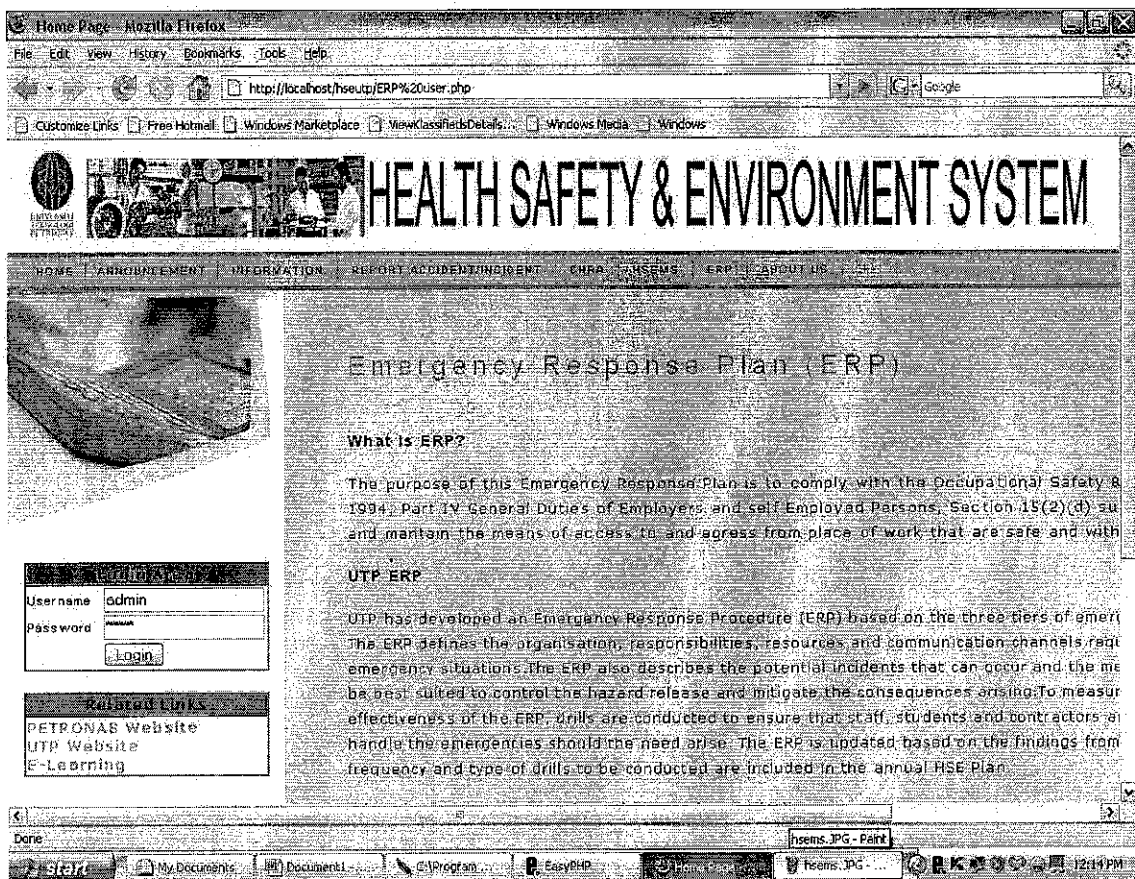 Home Page - Mozilla Firefox
File Edit View History Bookmarks Tools Help
http://localhost/hseutp/ERP%20user.php
Google
Customize Links Free Hotmail Windows Marketplace ViewClassifiedsDetails... Windows Media Windows
HEALTH SAFETY & ENVIRONMENT SYSTEM
HOME | ANNOUNCEMENT | INFORMATION | REPORT ACCIDENT/INCIDENT CHRA | HSEMS | ERP | ABOUT US |
Emergency Response Plan (ERP)
What is ERP?
The purpose of this Emergency Response Plan is to comply with the Occupational Safety &
1994, Part IV General Duties of Employers and self Employed Persons, Section 15(2)(d) su
and mantain the means of access to and egress from place of work that are safe and with
UTP ERP
UTP has developed an Emergency Response Procedure (ERP) based on the three tiers of emer
The ERP defines the organisation, responsibilities, resources and communication channels requ
emergency situations.The ERP also describes the potential incidents that can occur and the me
be best suited to control the hazard release and mitigate the consequences arising.To measur
effectiveness of the ERP, drills are conducted to ensure that staff, students and contractors a
handle the emergencies should the need arise. The ERP is updated based on the findings from
frequency and type of drills to be conducted are included in the annual HSE Plan
Username admin
Password
Login
Related Links
PETRONAS Website
UTP Website
E-Learning
Done
hsems.JPG - Paint
start My Documents Document1 - ... C:\Program ... EasyPHP Home Page hsems.JPG - ... 12:14 PM